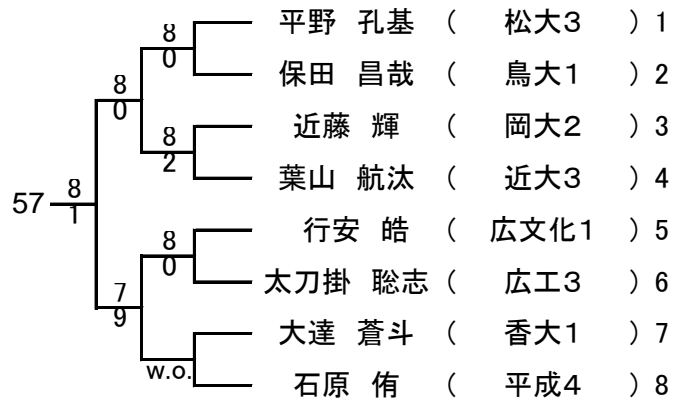 平野 孔基 ( 松大3 ) 1
8
0
保田 昌哉 ( 鳥大1 ) 2
8
0
近藤 輝 ( 岡大2 ) 3
8
2
葉山 航汰 ( 近大3 ) 4
57
8
1
行安 皓 ( 広文化1 ) 5
8
0
太刀掛 聡志 ( 広工3 ) 6
7
9
大達 蒼斗 ( 香大1 ) 7
w.o.
石原 侑 ( 平成4 ) 8